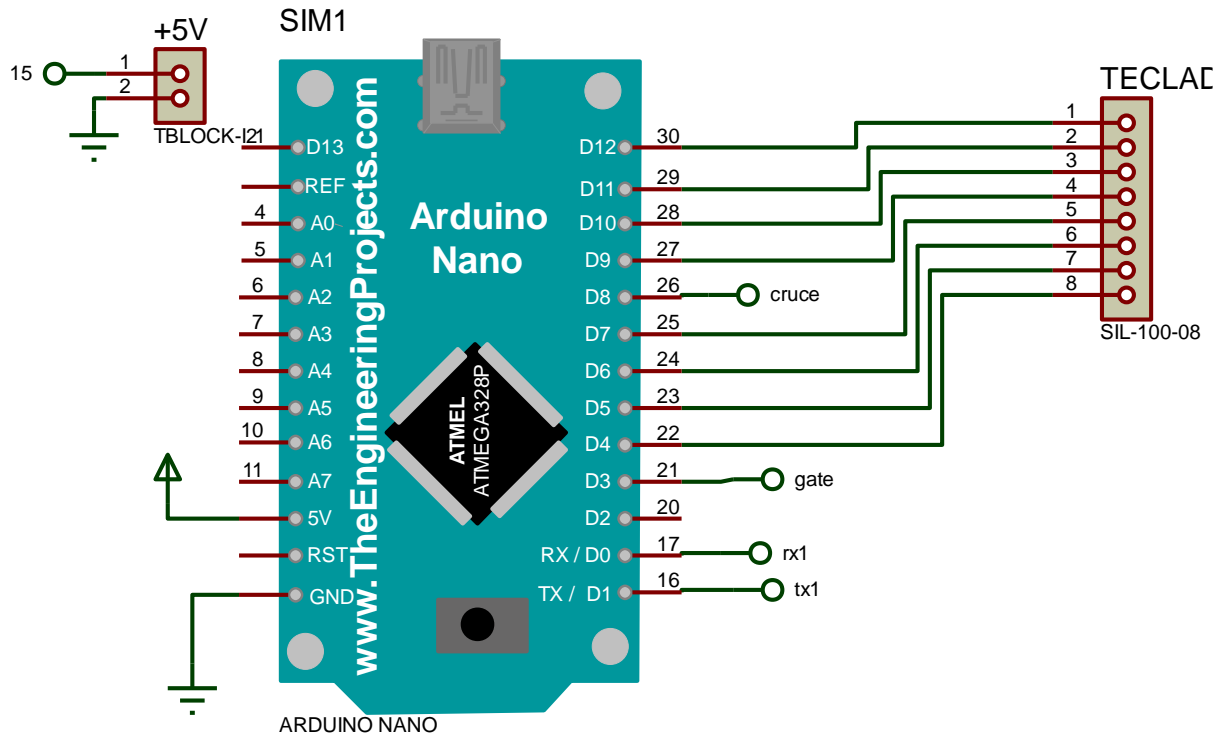 SIM1
+5V
15
1
2
TBLOCK-I2
1
www.TheEngineeringProjects.com
Arduino
Nano
ATMEL
ATMEGA328P
D13
REF
4 A0
5 A1
6 A2
7 A3
8 A4
9 A5
10 A6
11 A7
5V
RST
GND
D12 30
D11 29
D10 28
D9 27
D8 26 cruce
D7 25
D6 24
D5 23
D4 22
D3 21 gate
D2 20
RX / D0 17 rx1
TX / D1 16 tx1
ARDUINO NANO
TECLAD
1
2
3
4
5
6
7
8
SIL-100-08